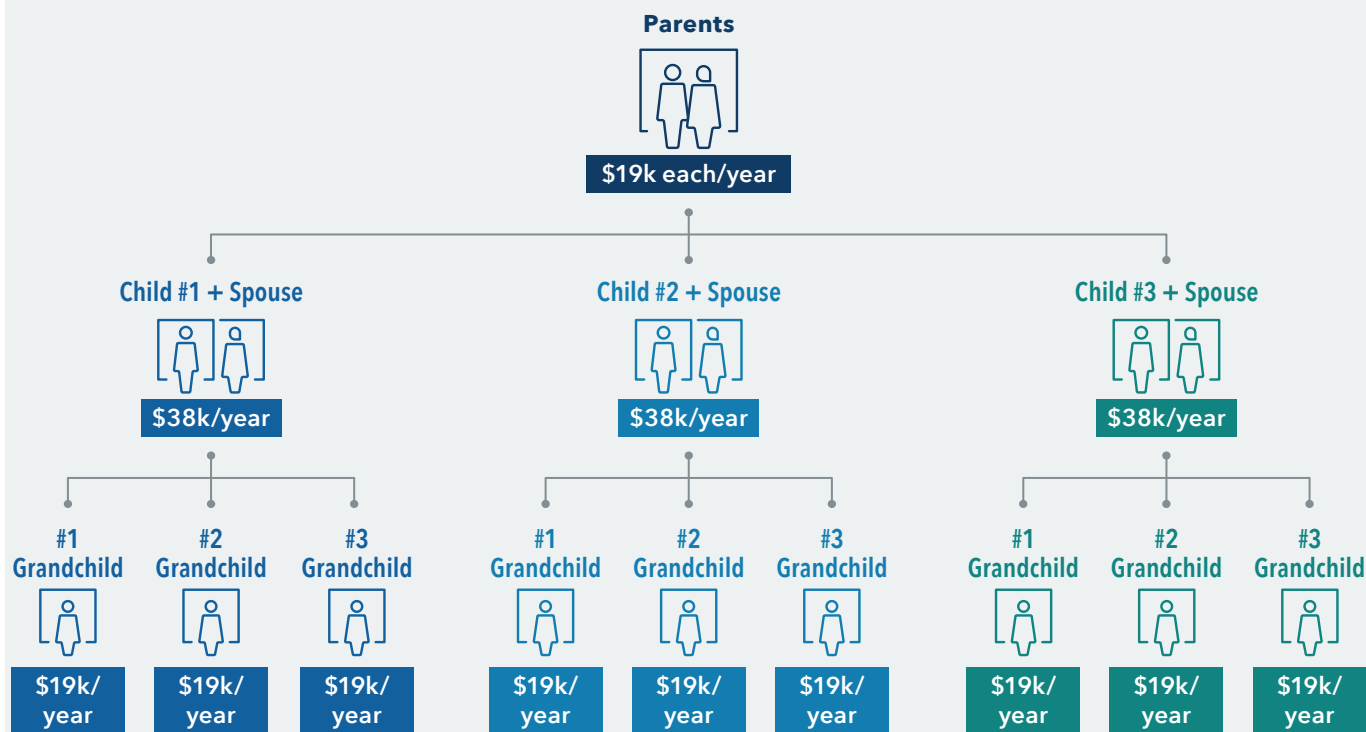 Parents
$19k each/year
Child #1 + Spouse
$38k/year
Child #2 + Spouse
$38k/year
Child #3 + Spouse
$38k/year
#1
Grandchild
$19k/
year
#2
Grandchild
$19k/
year
#3
Grandchild
$19k/
year
#1
Grandchild
$19k/
year
#2
Grandchild
$19k/
year
#3
Grandchild
$19k/
year
#1
Grandchild
$19k/
year
#2
Grandchild
$19k/
year
#3
Grandchild
$19k/
year